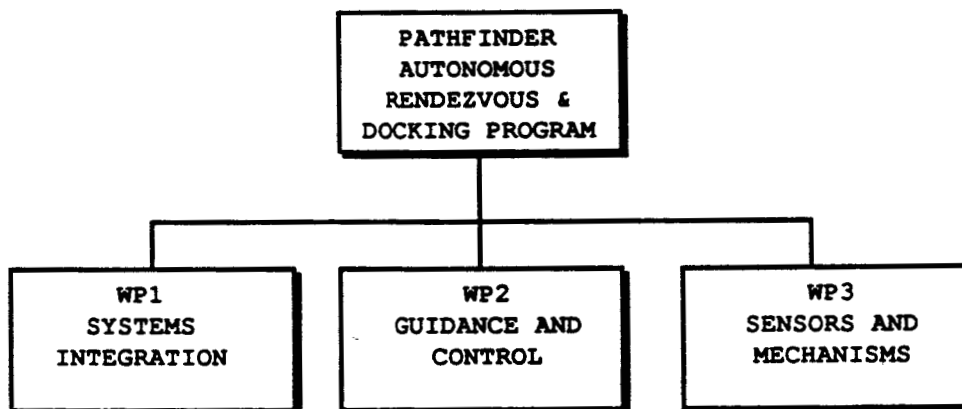 PATHFINDER
AUTONOMOUS
RENDEZVOUS &
DOCKING PROGRAM
WP1
SYSTEMS
INTEGRATION
WP2
GUIDANCE AND
CONTROL
WP3
SENSORS AND
MECHANISMS